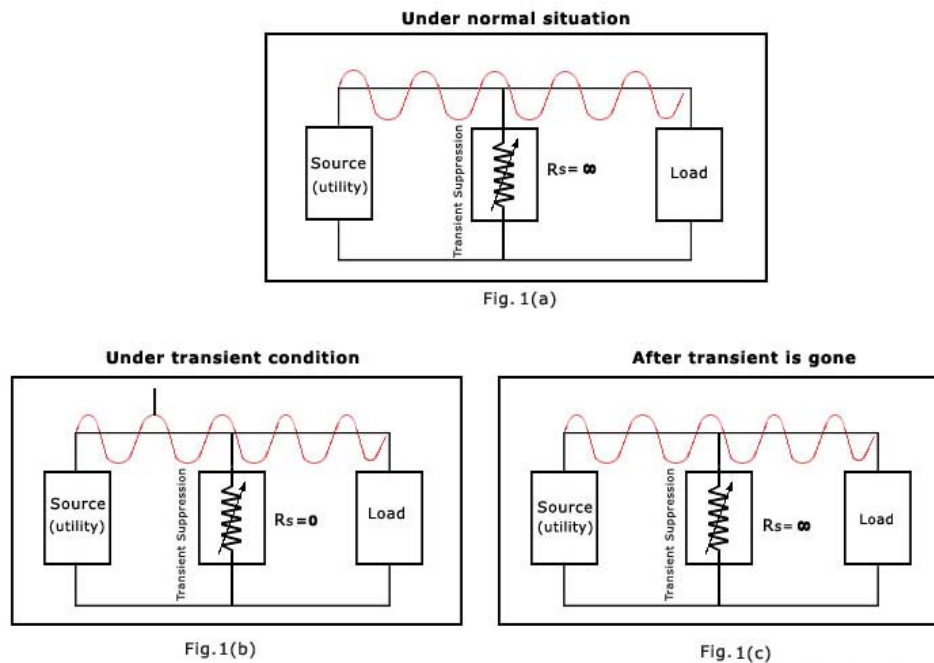 Under normal situation
Source
(utility)
Transient Suppression
Rs= ∞
Load
Fig. 1(a)
Under transient condition
Source
(utility)
Transient Suppression
Rs=0
Load
Fig.1(b)
After transient is gone
Source
(utility)
Transient Suppression
Rs= ∞
Load
Fig.1(c)